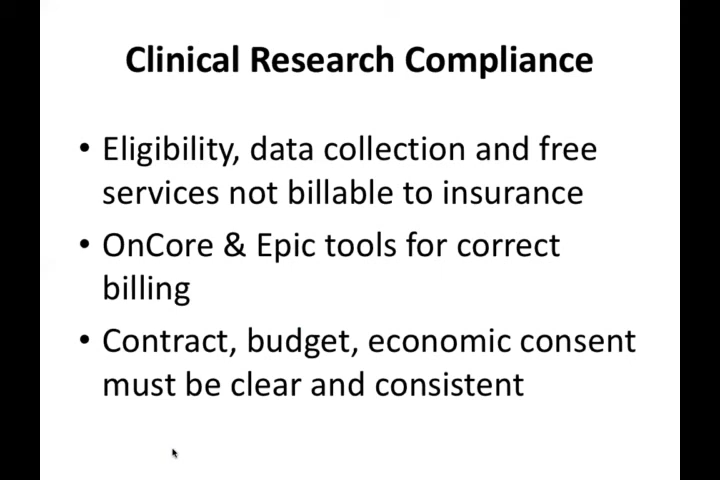 Clinical Research Compliance
• Eligibility, data collection and free
services not billable to insurance
• OnCore & Epic tools for correct
billing
• Contract, budget, economic consent
must be clear and consistent